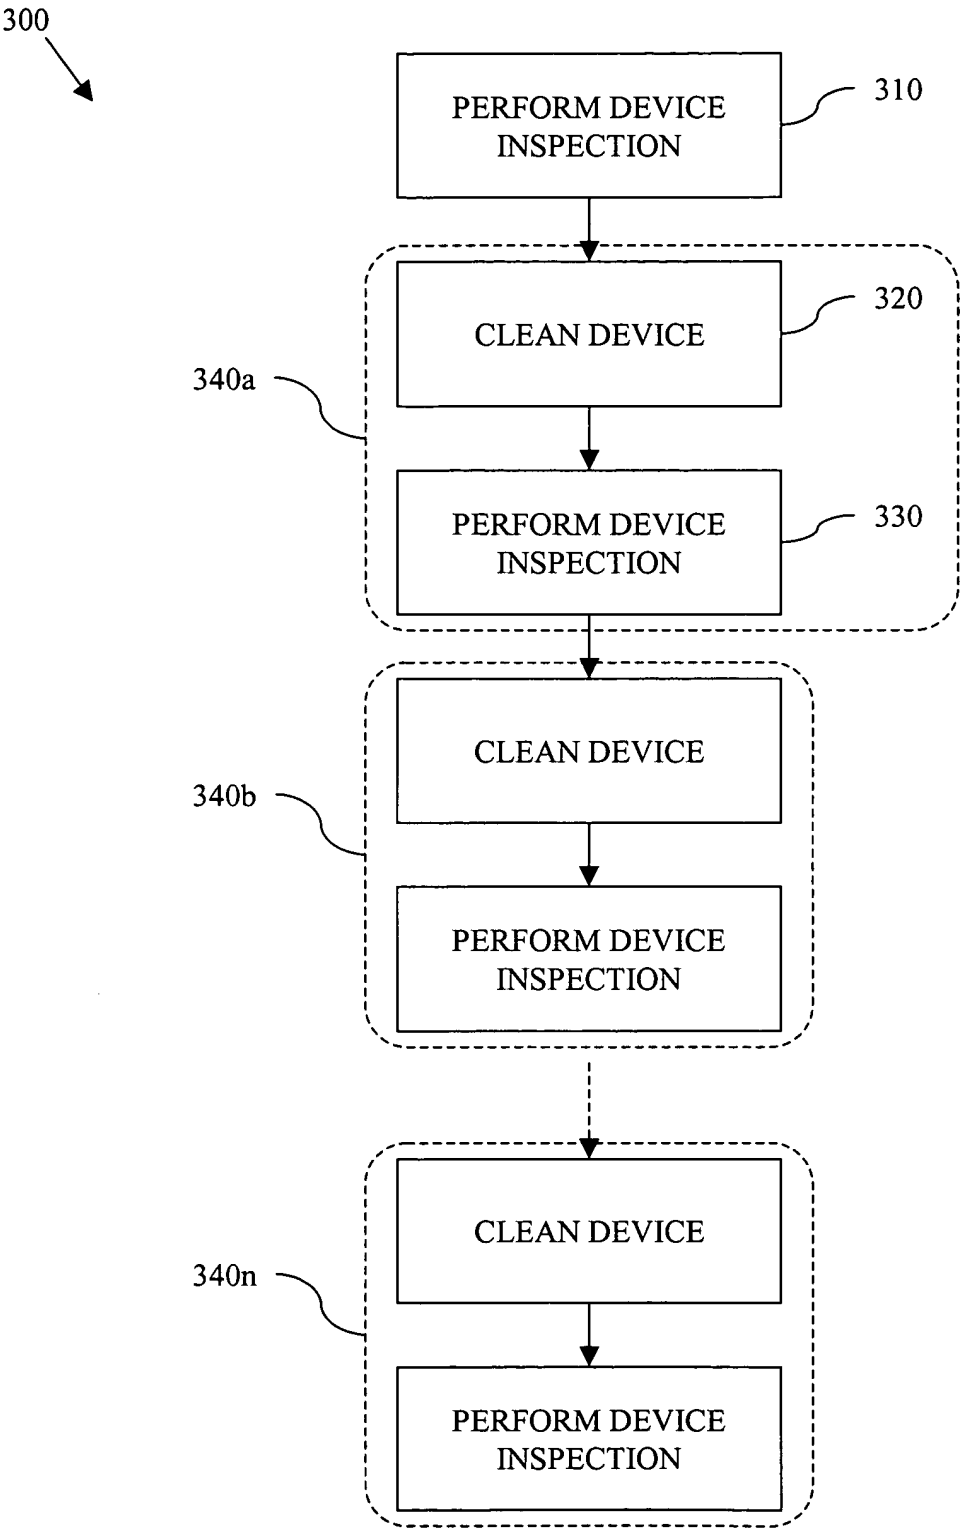 300
PERFORM DEVICE
INSPECTION
310
CLEAN DEVICE
320
340a
PERFORM DEVICE
INSPECTION
330
CLEAN DEVICE
340b
PERFORM DEVICE
INSPECTION
CLEAN DEVICE
340n
PERFORM DEVICE
INSPECTION